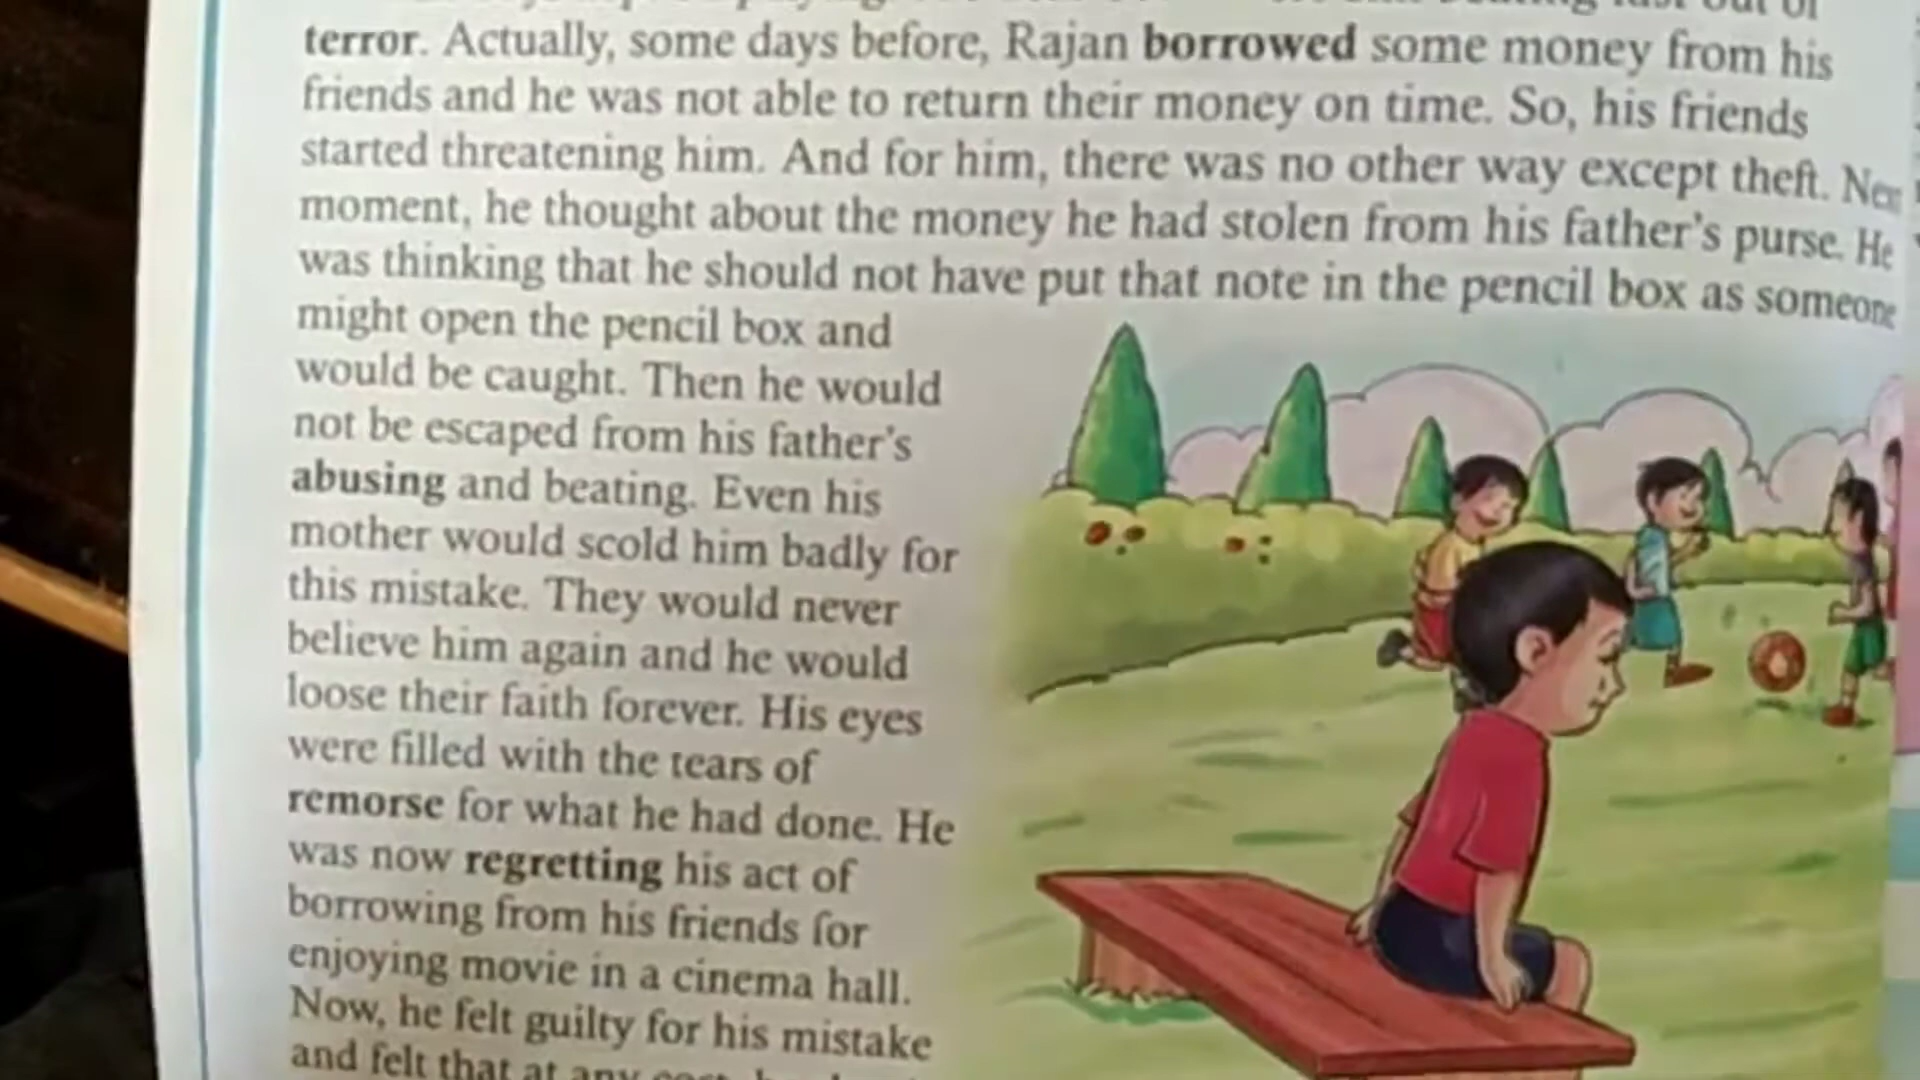 out of
terror. Actually, some days before, Rajan borrowed some money from his
friends and he was not able to return their money on time. So, his friends
started threatening him. And for him, there was no other way except theft. Next
moment, he thought about the money he had stolen from his father's purse. He
was thinking that he should not have put that note in the pencil box as someone
might open the pencil box and
would be caught. Then he would
not be escaped from his father's
abusing and beating. Even his
mother would scold him badly for
this mistake. They would never
believe him again and he would
loose their faith forever. His eyes
were filled with the tears of
remorse for what he had done. He
was now regretting his act of
borrowing from his friends for
enjoying movie in a cinema hall.
Now, he felt guilty for his mistake
and felt that at any